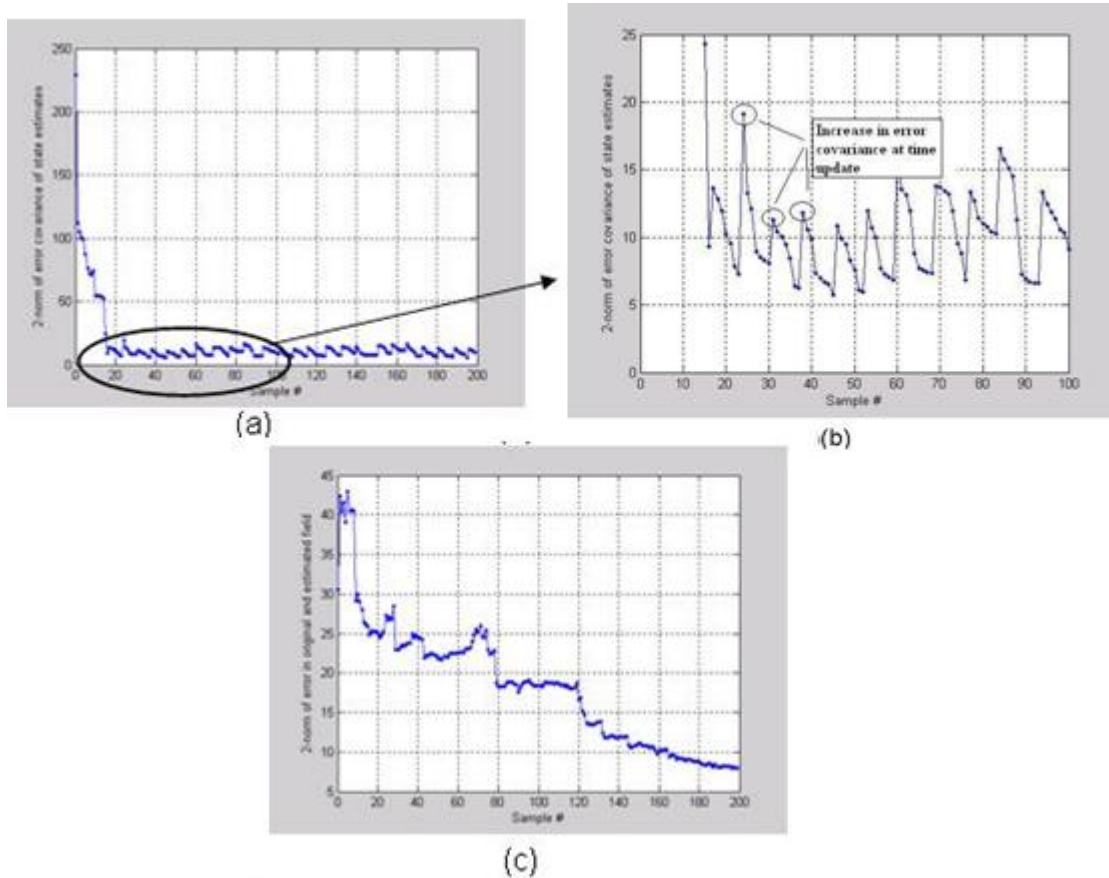 250
200
150
100
50
0
2-norm of error covariance of state estimates
0 20 40 60 80 100 120 140 160 180 200
Sample #
(a)
25
20
15
10
5
0
2-norm of error covariance of state estimates
Increase in error
covariance at time
update
0 10 20 30 40 50 60 70 80 90 100
Sample #
(b)
45
40
35
30
25
20
15
10
5
2-norm of error in original and estimated field
0 20 40 60 80 100 120 140 160 180 200
Sample #
(c)